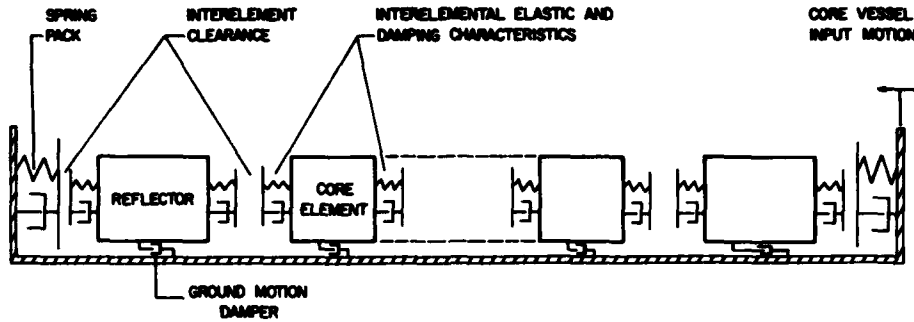 SPRING
PACK
INTERELEMENT
CLEARANCE
INTERELEMENTAL ELASTIC AND
DAMPING CHARACTERISTICS
CORE VESSEL
INPUT MOTION
REFLECTOR
CORE
ELEMENT
GROUND MOTION
DAMPER